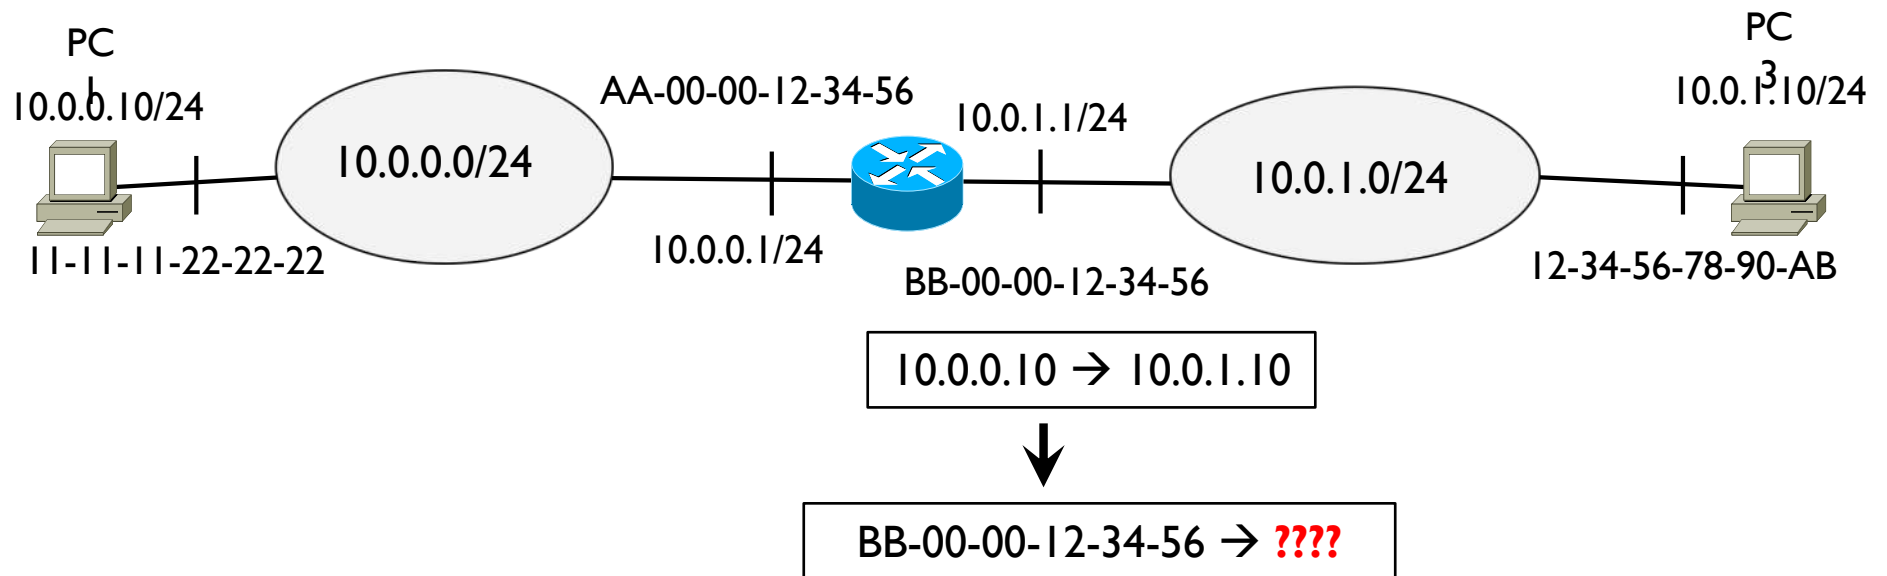 PC
1
10.0.0.10/24
11-11-11-22-22-22
10.0.0.0/24
AA-00-00-12-34-56
10.0.0.1/24
10.0.1.1/24
BB-00-00-12-34-56
10.0.1.0/24
PC
3
10.0.1.10/24
12-34-56-78-90-AB
10.0.0.10 → 10.0.1.10
BB-00-00-12-34-56 → ????